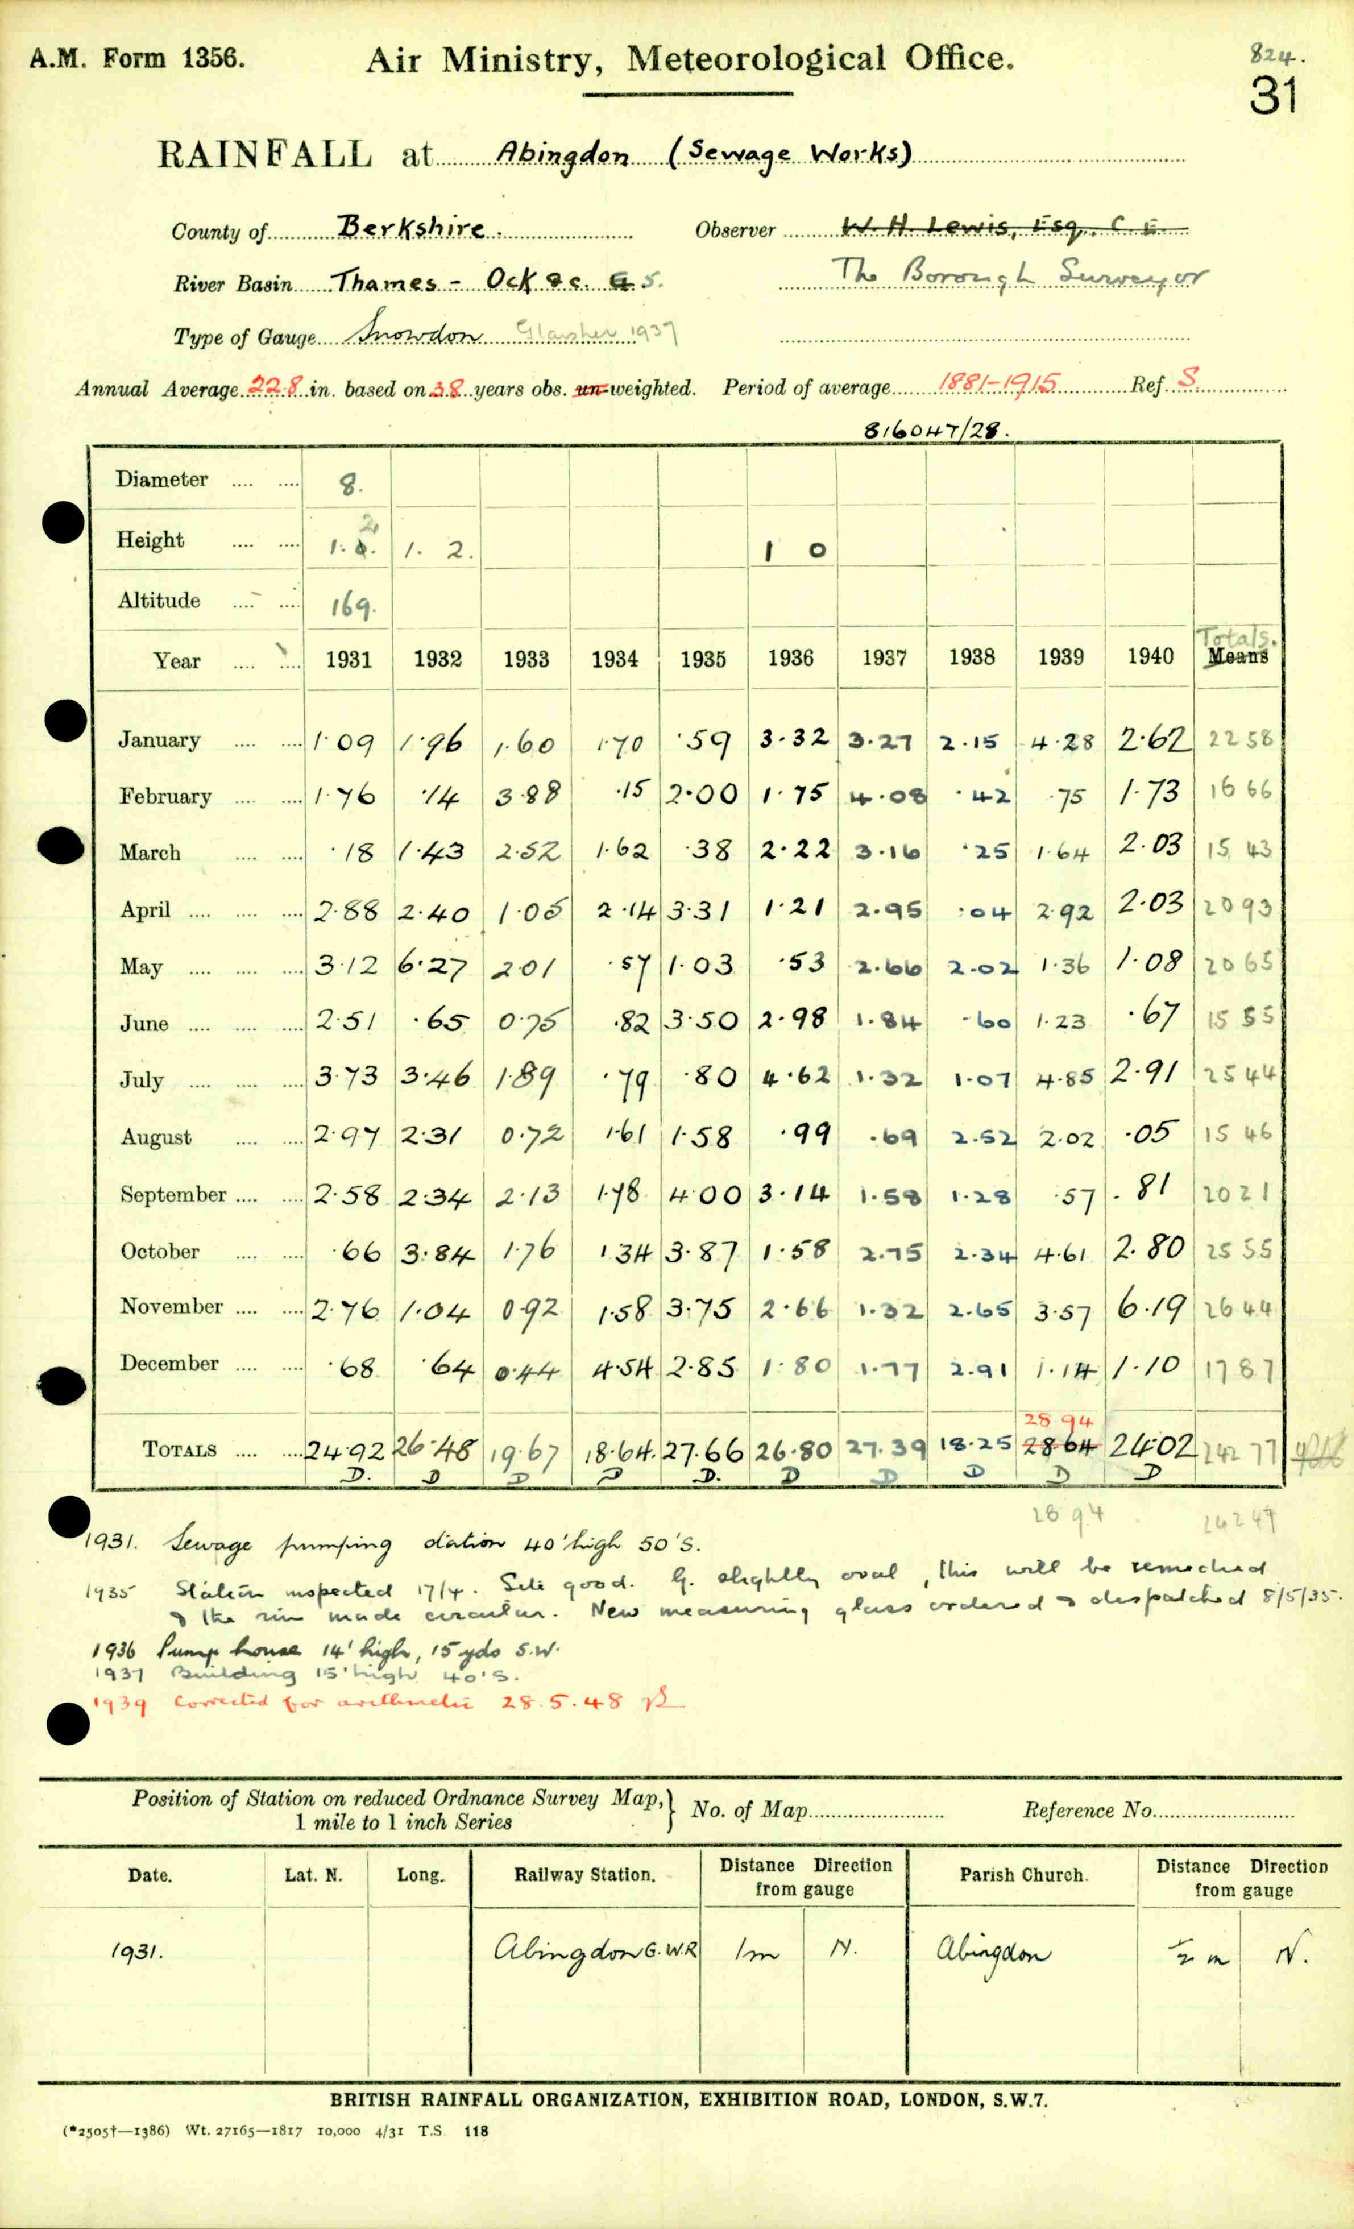 A.M. Form 1356.
Air Ministry, Meteorological Office.
824.
31
RAINFALL at Abingdon (Sewage Works)
County of Berkshire. Observer W. H. Lewis, Esq., C. E.
River Basin Thames - Ock &c. G 5. The Borough Surveyor
Type of Gauge Snowdon Glaisher 1937
Annual Average 22.8 in. based on 38 years obs. un-weighted. Period of average 1881-1915 Ref. S
816047/28.
Diameter .... .... 8.
Height .... .... 1. 2. 1. 2. 1 0
Altitude .... .... 169.
Totals.
Year .... .... 1931 1932 1933 1934 1935 1936 1937 1938 1939 1940 Means
January .... .... 1.09 1.96 1.60 1.70 .59 3.32 3.27 2.15 4.28 2.62 22 58
February .... .... 1.76 .14 3.88 .15 2.00 1.75 4.08 .42 .75 1.73 16 66
March .... .... .18 1.43 2.52 1.62 .38 2.22 3.16 .25 1.64 2.03 15 43
April .... .... .... 2.88 2.40 1.05 2.14 3.31 1.21 2.95 .04 2.92 2.03 20 93
May .... .... .... 3.12 6.27 2.01 .57 1.03 .53 2.66 2.02 1.36 1.08 20 65
June .... .... .... 2.51 .65 0.75 .82 3.50 2.98 1.84 .60 1.23 .67 15 55
July .... .... .... 3.73 3.46 1.89 .79 .80 4.62 1.32 1.07 4.85 2.91 25 44
August .... .... 2.97 2.31 0.72 1.61 1.58 .99 .69 2.52 2.02 .05 15 46
September .... .... 2.58 2.34 2.13 1.78 4.00 3.14 1.58 1.28 .57 .81 20 21
October .... .... .66 3.84 1.76 1.34 3.87 1.58 2.75 2.34 4.61 2.80 25 55
November .... .... 2.76 1.04 0.92 1.58 3.75 2.66 1.32 2.65 3.57 6.19 26 44
December .... .... .68 .64 0.44 4.54 2.85 1.80 1.77 2.91 1.14 1.10 17 87
28 94
TOTALS .... .... 24.92 26.48 19.67 18.64. 27.66 26.80 27.39 18.25 28 64 24.02 242 77
D. D D D D. D D D D D
28 94 242 47
1931. Sewage pumping station 40' high 50' S.
1935 Station inspected 17/4. Site good. G. slightly oval, this will be remedied
& the rim made circular. New measuring glass ordered & despatched 8/5/35.
1936 Pump house 14' high, 15 yds S.W.
1937 Building 15' high 40' S.
1939 Corrected for arithmetic 28.5.48
Position of Station on reduced Ordnance Survey Map, } No. of Map Reference No.
1 mile to 1 inch Series
Date. Lat. N. Long. Railway Station. Distance Direction from gauge Parish Church. Distance Direction from gauge
1931. Abingdon G.W.R 1m N. Abingdon ½ m N.
BRITISH RAINFALL ORGANIZATION, EXHIBITION ROAD, LONDON, S.W.7.
(*2505†—1386) Wt. 27165—1817 10,000 4/31 T.S. 118